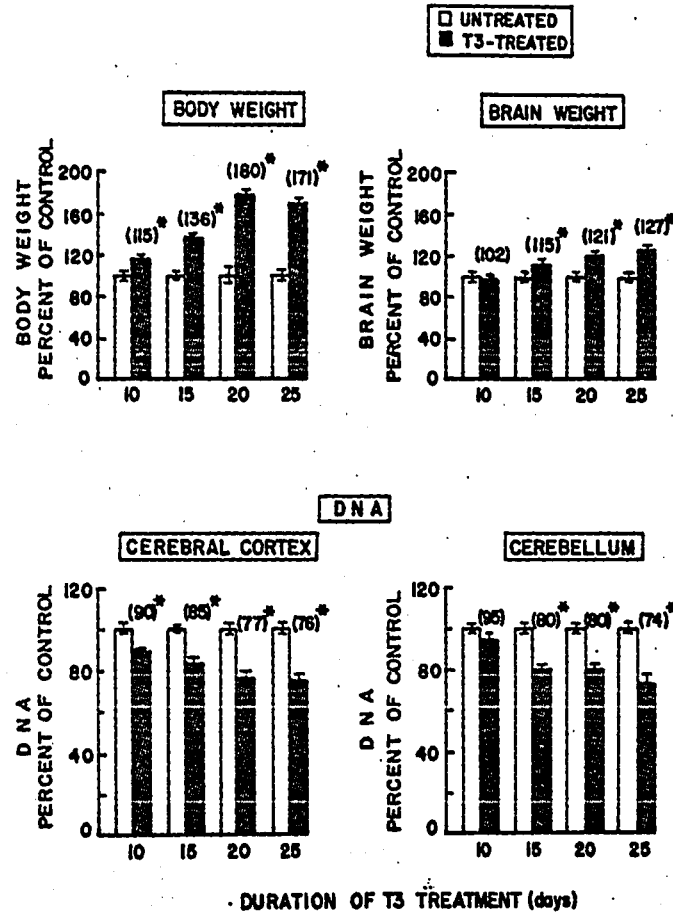 UNTREATED
T3-TREATED
BODY WEIGHT
BRAIN WEIGHT
BODY WEIGHT
PERCENT OF CONTROL
200
160
120
80
40
0
(115)*
(136)*
(180)*
(171)*
10 15 20 25
BRAIN WEIGHT
PERCENT OF CONTROL
200
160
120
80
40
0
(102)
(115)*
(121)*
(127)*
10 15 20 25
DNA
CEREBRAL CORTEX
CEREBELLUM
DNA
PERCENT OF CONTROL
120
80
40
0
(90)*
(85)*
(77)*
(76)*
10 15 20 25
DNA
PERCENT OF CONTROL
120
80
40
0
(95)
(80)*
(80)*
(74)*
10 15 20 25
DURATION OF T3 TREATMENT (days)